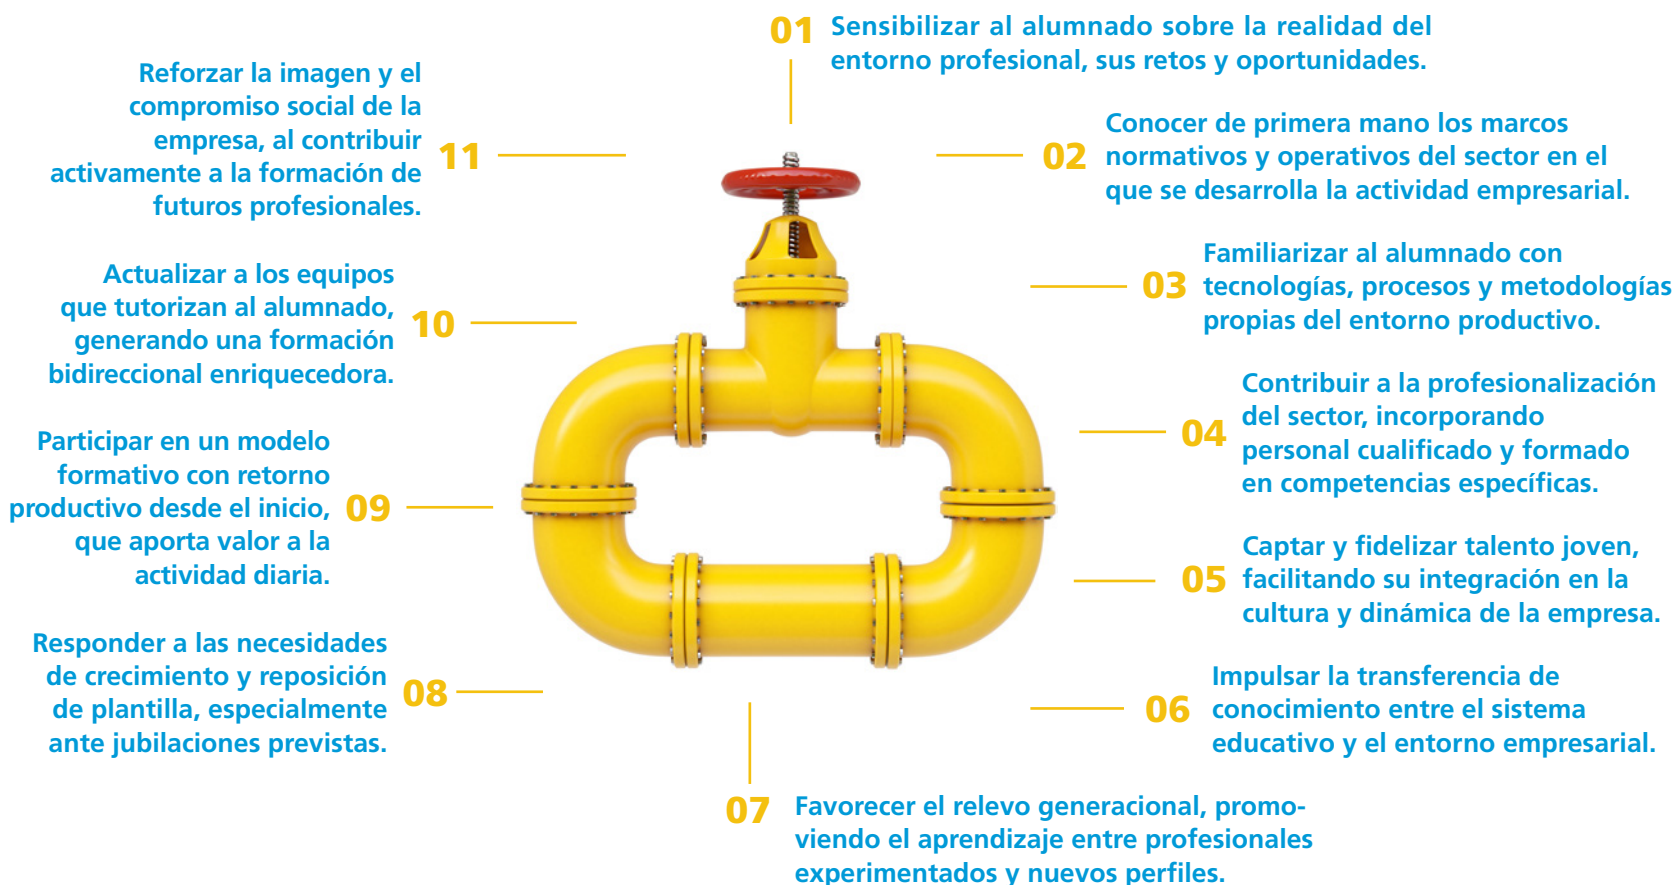 01 Sensibilizar al alumnado sobre la realidad del
entorno profesional, sus retos y oportunidades.
02 Conocer de primera mano los marcos
normativos y operativos del sector en el
que se desarrolla la actividad empresarial.
03 Familiarizar al alumnado con
tecnologías, procesos y metodologías
propias del entorno productivo.
04 Contribuir a la profesionalización
del sector, incorporando
personal cualificado y formado
en competencias específicas.
05 Captar y fidelizar talento joven,
facilitando su integración en la
cultura y dinámica de la empresa.
06 Impulsar la transferencia de
conocimiento entre el sistema
educativo y el entorno empresarial.
07 Favorecer el relevo generacional, promo-
viendo el aprendizaje entre profesionales
experimentados y nuevos perfiles.
08 Responder a las necesidades
de crecimiento y reposición
de plantilla, especialmente
ante jubilaciones previstas.
09 Participar en un modelo
formativo con retorno
productivo desde el inicio,
que aporta valor a la
actividad diaria.
10 Actualizar a los equipos
que tutorizan al alumnado,
generando una formación
bidireccional enriquecedora.
11 Reforzar la imagen y el
compromiso social de la
empresa, al contribuir
activamente a la formación de
futuros profesionales.